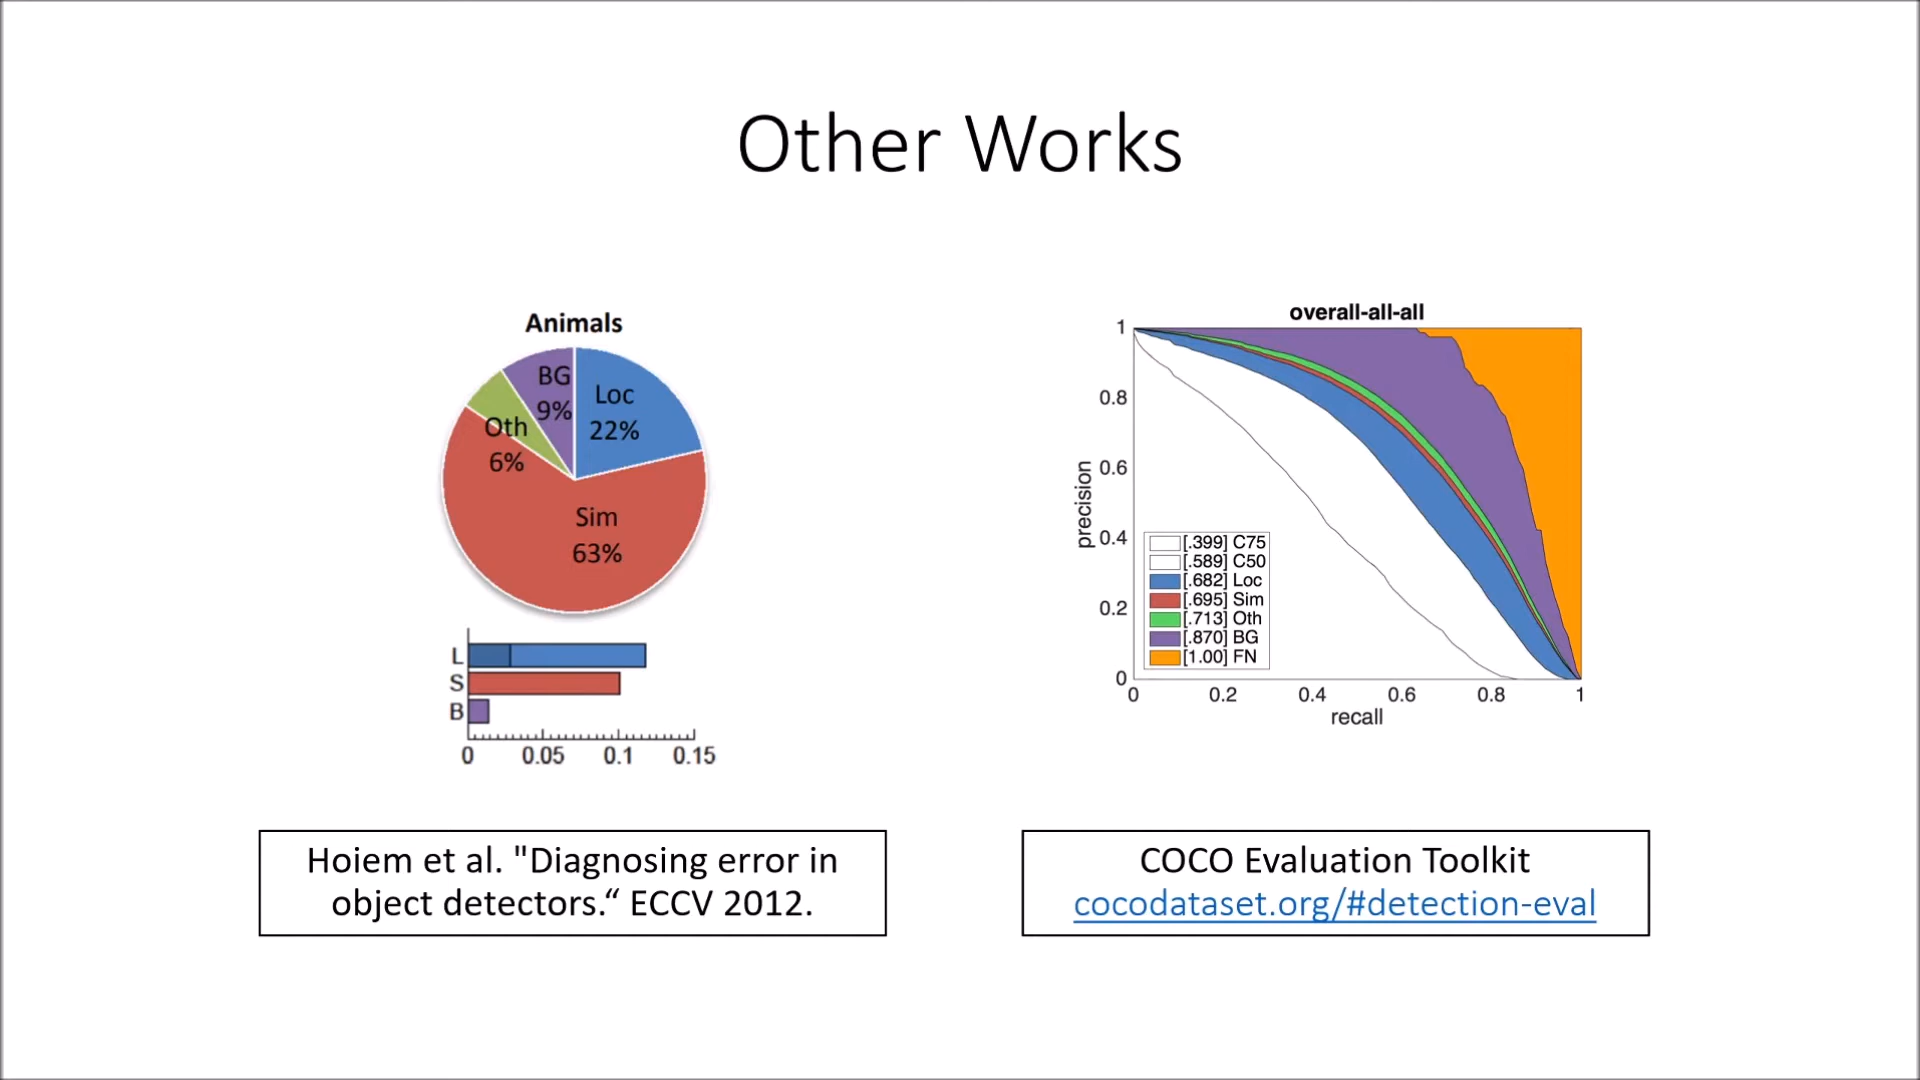 Other Works
Animals
BG
9%
Loc
22%
Oth
6%
Sim
63%
L
S
B
0 0.05 0.1 0.15
Hoiem et al. "Diagnosing error in
object detectors.“ ECCV 2012.
overall-all-all
precision
1
0.8
0.6
0.4
0.2
0
[.399] C75
[.589] C50
[.682] Loc
[.695] Sim
[.713] Oth
[.870] BG
[1.00] FN
0 0.2 0.4 0.6 0.8 1
recall
COCO Evaluation Toolkit
cocodataset.org/#detection-eval